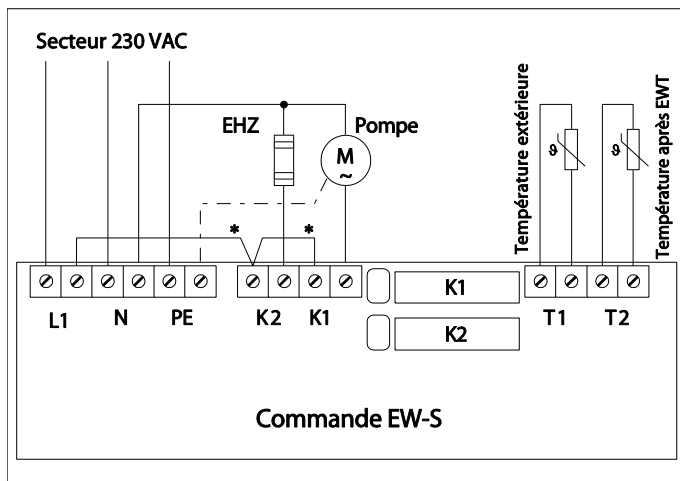 Secteur 230 VAC
EHZ
Pompe
M
~
Température extérieure
ϑ
Température après EWT
ϑ
*
*
L1
N
PE
K2
K1
K1
K2
T1
T2
Commande EW-S